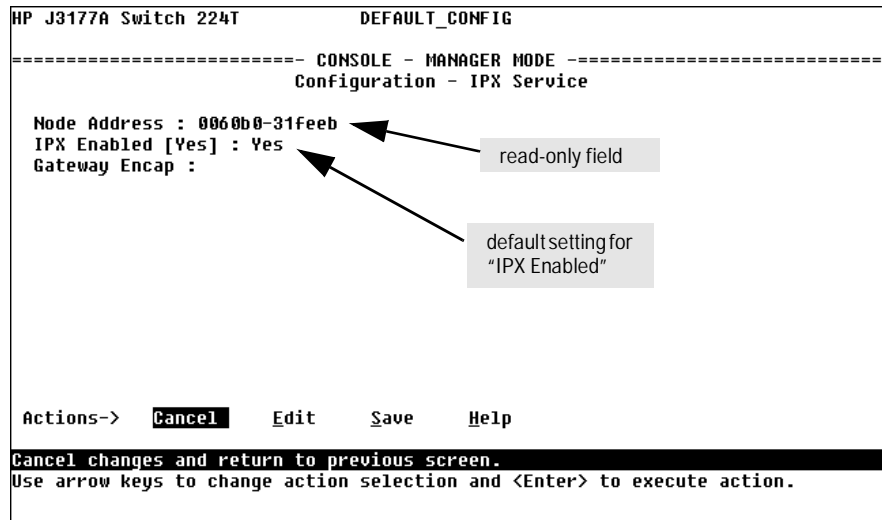 HP J3177A Switch 224T DEFAULT_CONFIG
==========================- CONSOLE - MANAGER MODE -============================
Configuration - IPX Service
Node Address : 0060b0-31feeb
IPX Enabled [Yes] : Yes
Gateway Encap :
read-only field
default setting for
“IPX Enabled”
Actions-> Cancel Edit Save Help
Cancel changes and return to previous screen.
Use arrow keys to change action selection and <Enter> to execute action.